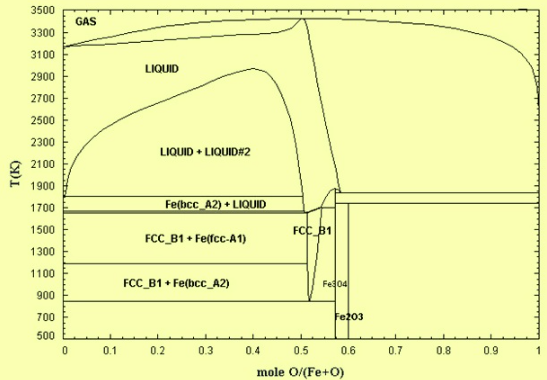 3500
GAS
3300
3100
2900
LIQUID
2700
2500
2300
T(K)
2100
LIQUID + LIQUID#2
1900
1700
Fe(bcc_A2) + LIQUID
1500
FCC_B1
1300
FCC_B1 + Fe(fcc-A1)
1100
FCC_B1 + Fe(bcc_A2)
Fe3O4
900
700
Fe2O3
500
0 0.1 0.2 0.3 0.4 0.5 0.6 0.7 0.8 0.9 1
mole O/(Fe+O)